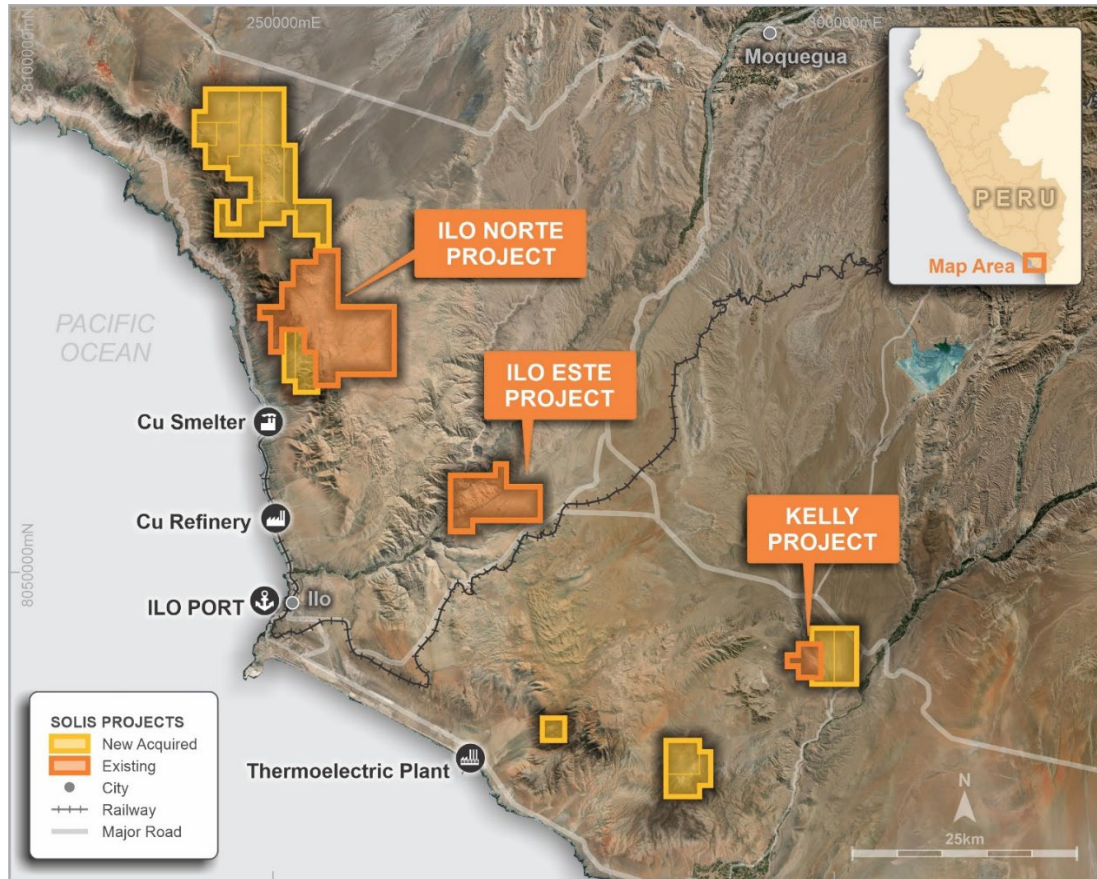 250000mE
300000mE
8100000mN
Moquegua
PERU
Map Area
ILO NORTE
PROJECT
PACIFIC
OCEAN
ILO ESTE
PROJECT
Cu Smelter
Cu Refinery
KELLY
PROJECT
8050000mN
ILO PORT
Ilo
Thermoelectric Plant
SOLIS PROJECTS
New Acquired
Existing
City
Railway
Major Road
N
25km